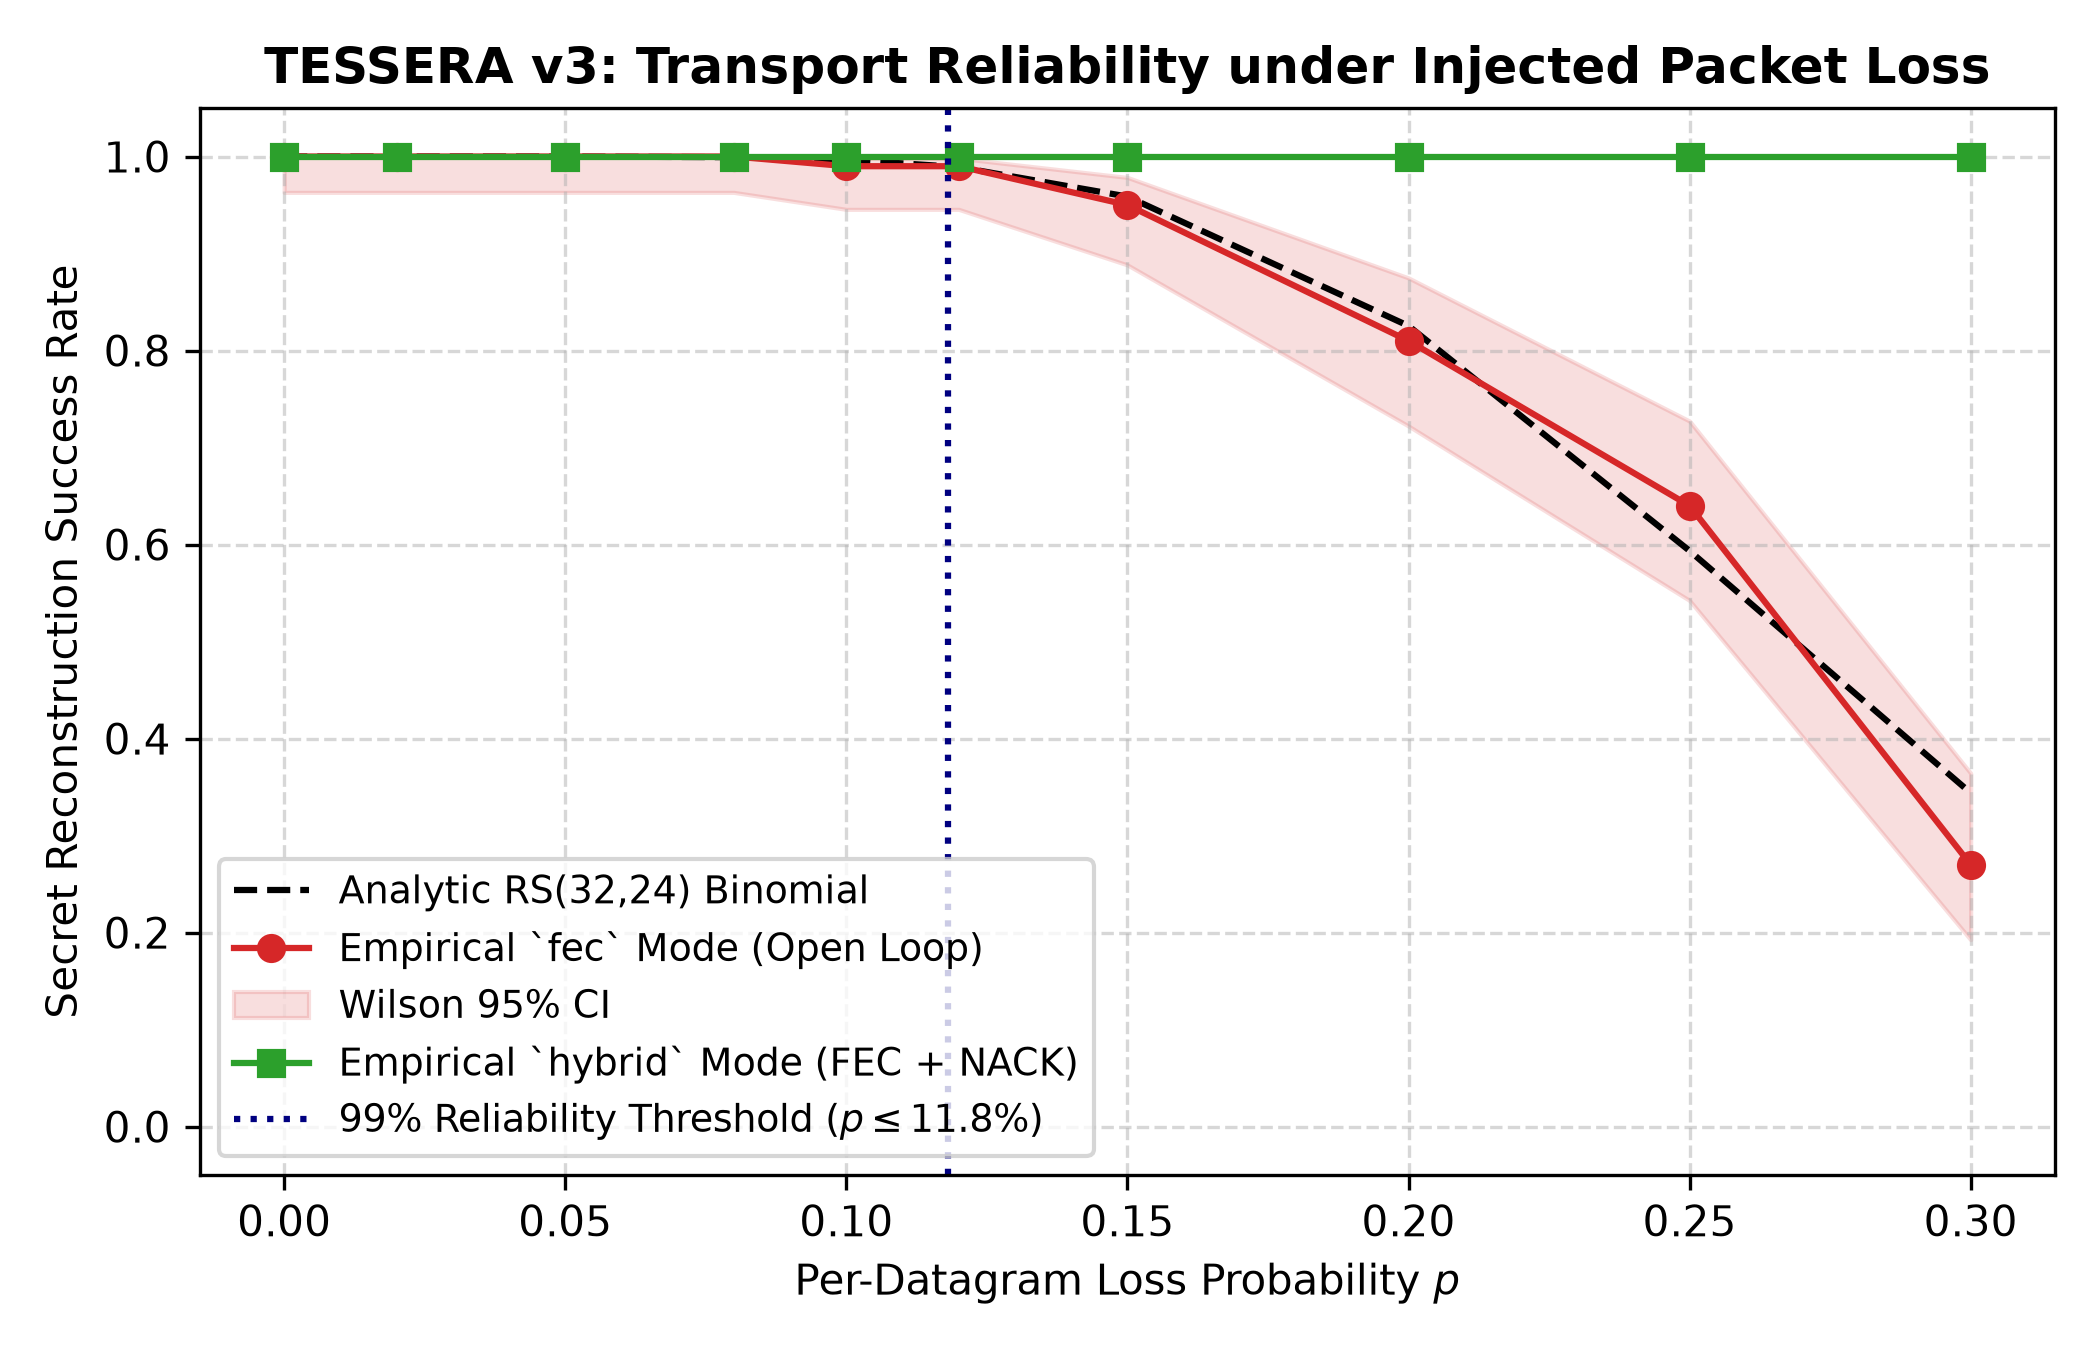 TESSERA v3: Transport Reliability under Injected Packet Loss
Secret Reconstruction Success Rate
1.0
0.8
0.6
0.4
0.2
0.0
Analytic RS(32,24) Binomial
Empirical `fec` Mode (Open Loop)
Wilson 95% CI
Empirical `hybrid` Mode (FEC + NACK)
99% Reliability Threshold (p ≤ 11.8%)
0.00 0.05 0.10 0.15 0.20 0.25 0.30
Per-Datagram Loss Probability p